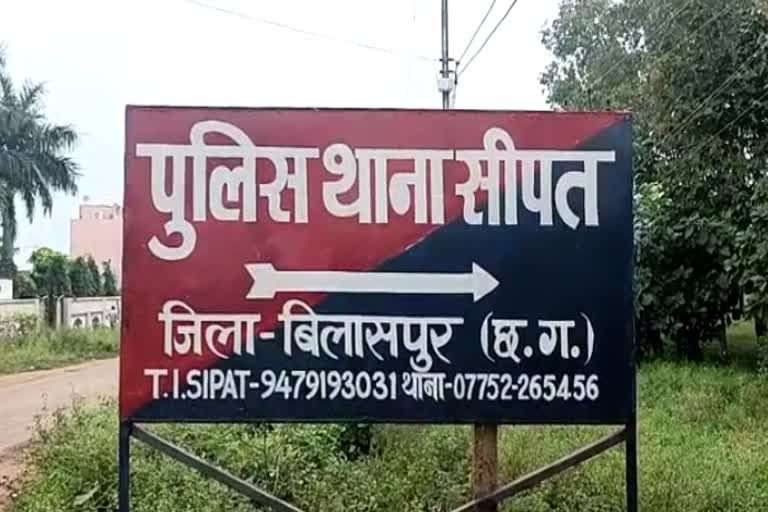 पुलिस थाना सीपत
जिला-बिलासपुर (छ.ग.)
T.I.SIPAT-9479193031 थाना-07752-265456